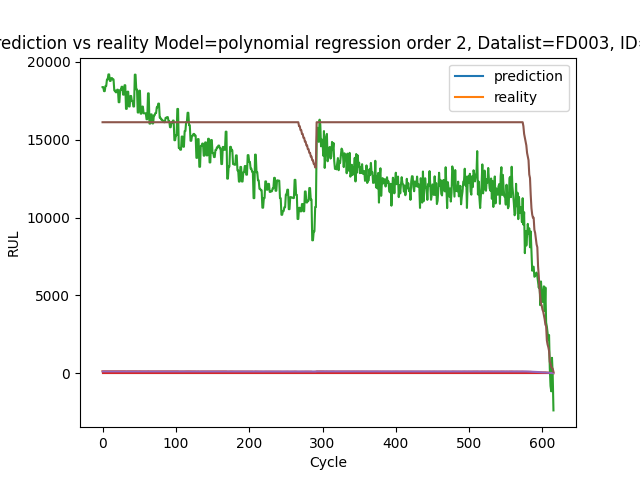 rediction vs reality Model=polynomial regression order 2, Datalist=FD003, ID=
20000
15000
10000
5000
0
RUL
prediction
reality
0 100 200 300 400 500 600
Cycle